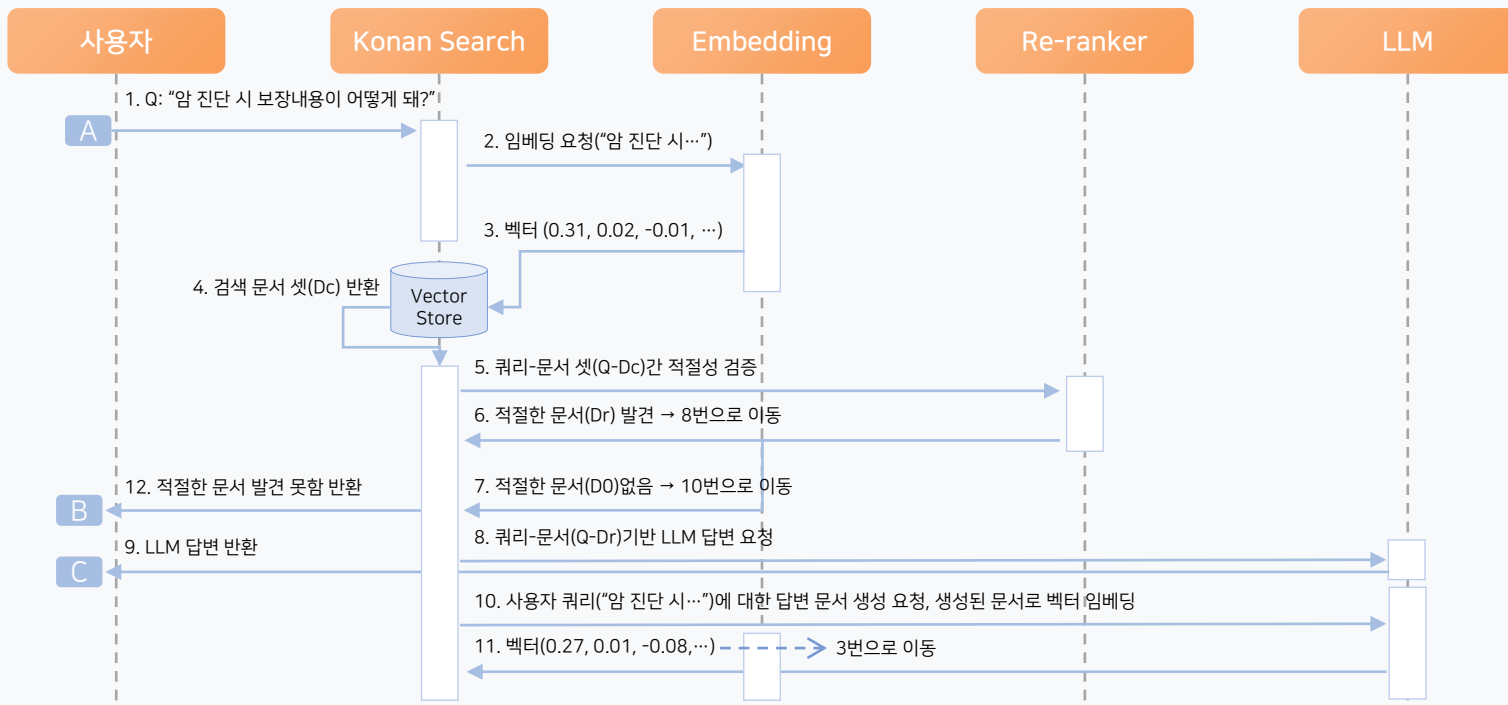 사용자
Konan Search
Embedding
Re-ranker
LLM
1. Q: “암 진단 시 보장내용이 어떻게 돼?”
A
2. 임베딩 요청(“암 진단 시…”)
3. 벡터 (0.31, 0.02, -0.01, …)
4. 검색 문서 셋(Dc) 반환
Vector
Store
5. 쿼리-문서 셋(Q-Dc)간 적절성 검증
6. 적절한 문서(Dr) 발견 → 8번으로 이동
12. 적절한 문서 발견 못함 반환
7. 적절한 문서(D0)없음 → 10번으로 이동
B
9. LLM 답변 반환
8. 쿼리-문서(Q-Dr)기반 LLM 답변 요청
C
10. 사용자 쿼리(“암 진단 시…”)에 대한 답변 문서 생성 요청, 생성된 문서로 벡터 임베딩
11. 벡터(0.27, 0.01, -0.08,…)
3번으로 이동